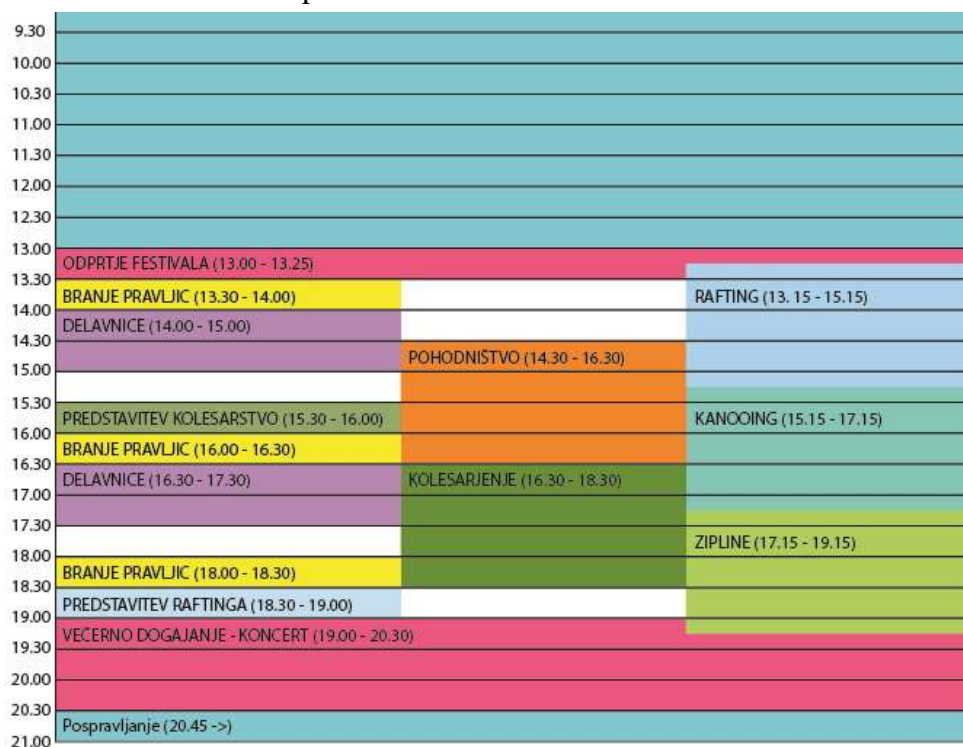 9.30
10.00
10.30
11.00
11.30
12.00
12.30
13.00
ODPRTJE FESTIVALA (13.00 - 13.25)
13.30
BRANJE PRAVLJIC (13.30 - 14.00)
RAFTING (13. 15 - 15.15)
14.00
DELAVNICE (14.00 - 15.00)
14.30
POHODNIŠTVO (14.30 - 16.30)
15.00
15.30
PREDSTAVITEV KOLESARSTVO (15.30 - 16.00)
KANOOING (15.15 - 17.15)
16.00
BRANJE PRAVLJIC (16.00 - 16.30)
16.30
DELAVNICE (16.30 - 17.30)
KOLESARJENJE (16.30 - 18.30)
17.00
17.30
ZIPLINE (17.15 - 19.15)
18.00
BRANJE PRAVLJIC (18.00 - 18.30)
18.30
PREDSTAVITEV RAFTINGA (18.30 - 19.00)
19.00
VEČERNO DOGAJANJE - KONCERT (19.00 - 20.30)
19.30
20.00
20.30
Pospravljanje (20.45 ->)
21.00